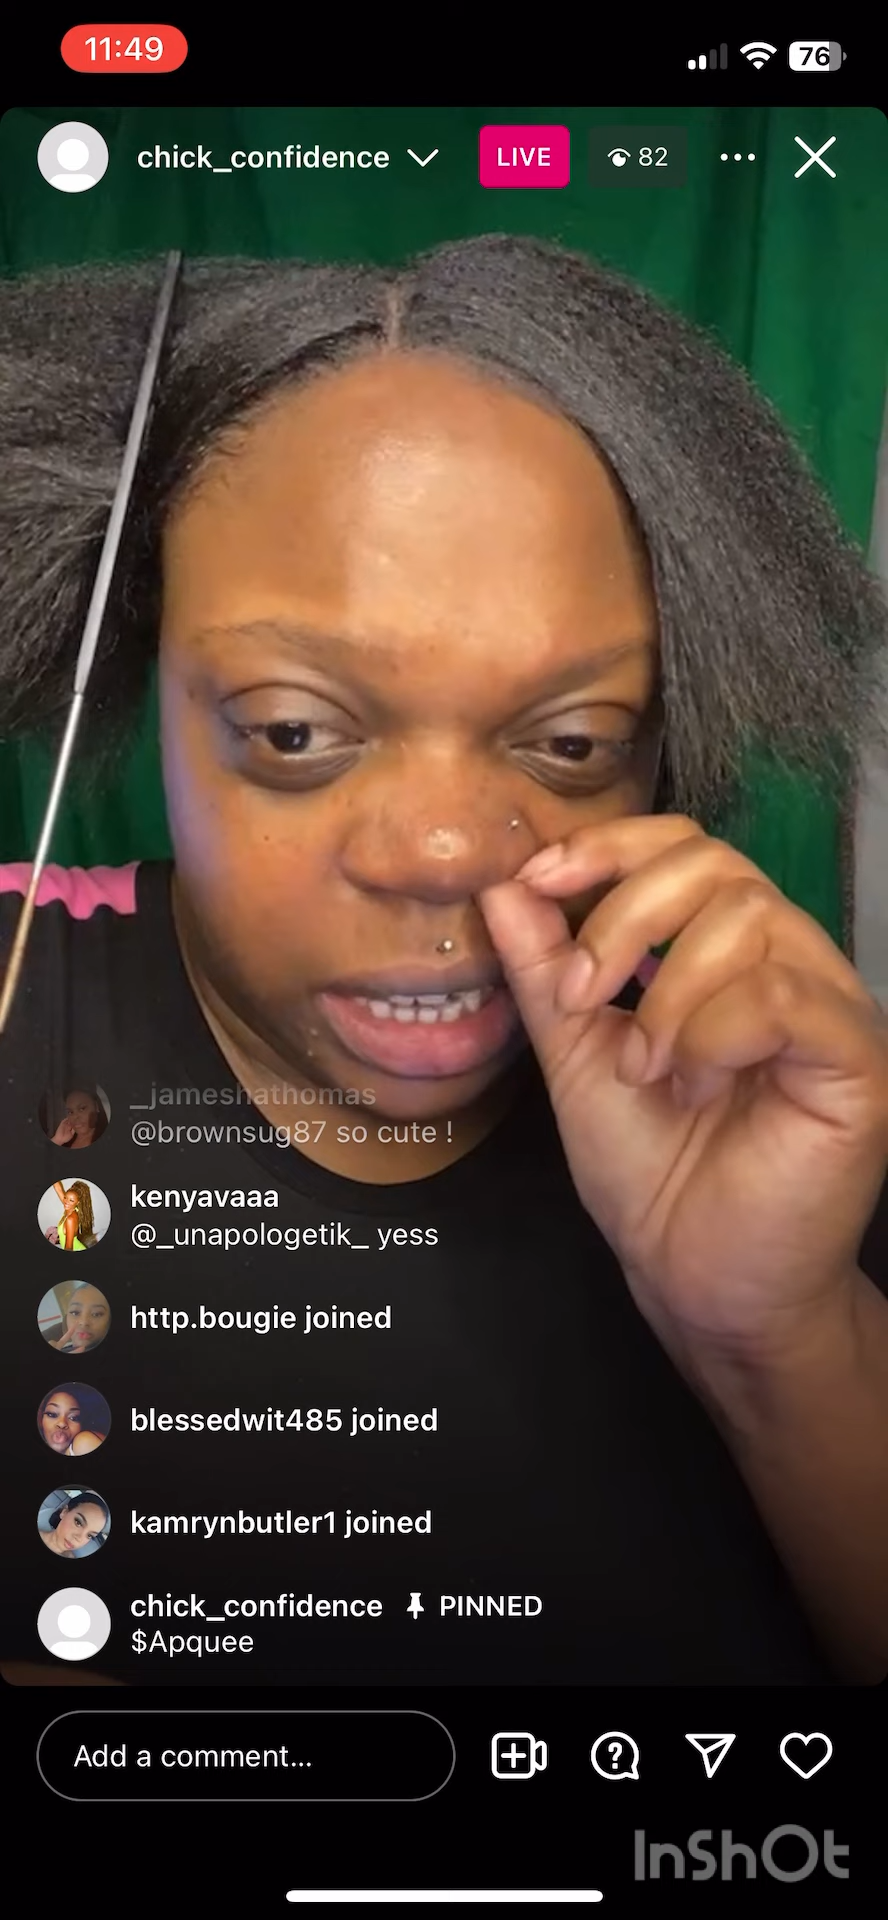 11:49
76
chick_confidence
LIVE
82
_jameshathomas
@brownsug87 so cute !
kenyavaaa
@_unapologetik_ yess
http.bougie joined
blessedwit485 joined
kamrynbutler1 joined
chick_confidence PINNED
$Apquee
Add a comment...
InShOt